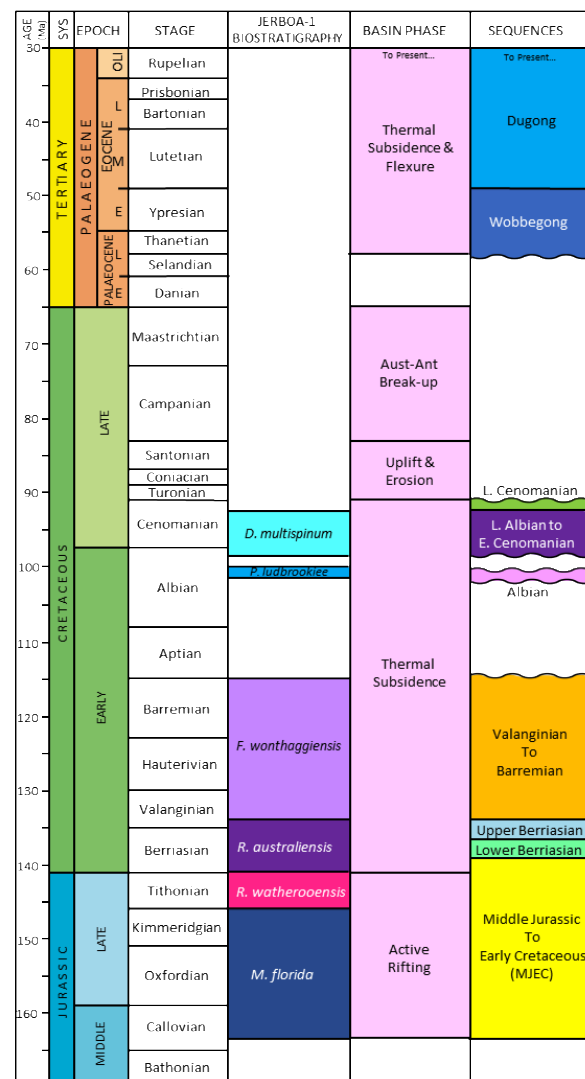 AGE
(Ma)
SYS
EPOCH
STAGE
JERBOA-1
BIOSTRATIGRAPHY
BASIN PHASE
SEQUENCES
30
40
50
60
70
80
90
100
110
120
130
140
150
160
TERTIARY
CRETACEOUS
JURASSIC
PALAEOGENE
OLI
EOCENE
L
M
E
PALAEOCENE
L
E
LATE
EARLY
LATE
MIDDLE
Rupelian
Prisbonian
Bartonian
Lutetian
Ypresian
Thanetian
Selandian
Danian
Maastrichtian
Campanian
Santonian
Coniacian
Turonian
Cenomanian
Albian
Aptian
Barremian
Hauterivian
Valanginian
Berriasian
Tithonian
Kimmeridgian
Oxfordian
Callovian
Bathonian
D. multispinum
P. ludbrookiee
F. wonthaggiensis
R. australiensis
R. watherooensis
M. florida
To Present...
Thermal
Subsidence &
Flexure
Aust-Ant
Break-up
Uplift &
Erosion
Thermal
Subsidence
Active
Rifting
To Present...
Dugong
Wobbegong
L. Cenomanian
L. Albian to
E. Cenomanian
Albian
Valanginian
To
Barremian
Upper Berriasian
Lower Berriasian
Middle Jurassic
To
Early Cretaceous
(MJEC)